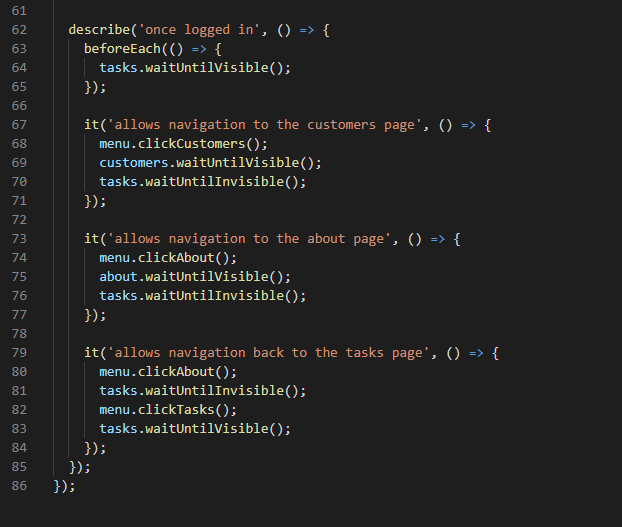 61
62 describe('once logged in', () => {
63 beforeEach(() => {
64 tasks.waitUntilVisible();
65 });
66
67 it('allows navigation to the customers page', () => {
68 menu.clickCustomers();
69 customers.waitUntilVisible();
70 tasks.waitUntilInvisible();
71 });
72
73 it('allows navigation to the about page', () => {
74 menu.clickAbout();
75 about.waitUntilVisible();
76 tasks.waitUntilInvisible();
77 });
78
79 it('allows navigation back to the tasks page', () => {
80 menu.clickAbout();
81 tasks.waitUntilInvisible();
82 menu.clickTasks();
83 tasks.waitUntilVisible();
84 });
85 });
86 });